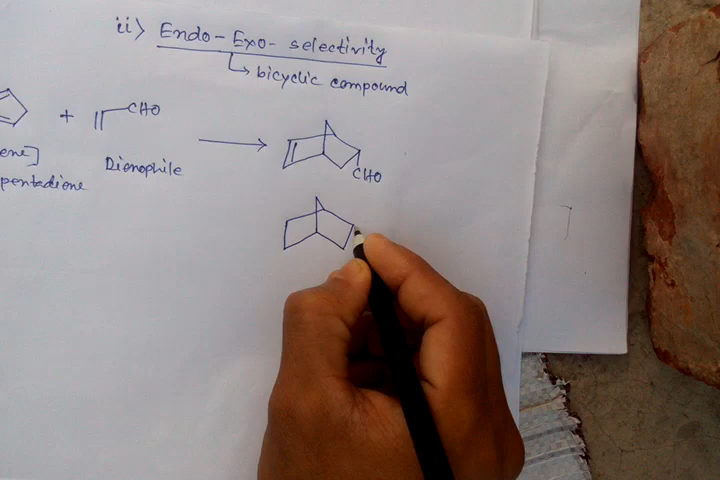 ii> Endo - Exo - selectivity
bicyclic compound
+ CHO
ene]
Dienophile
pentadiene
CHO